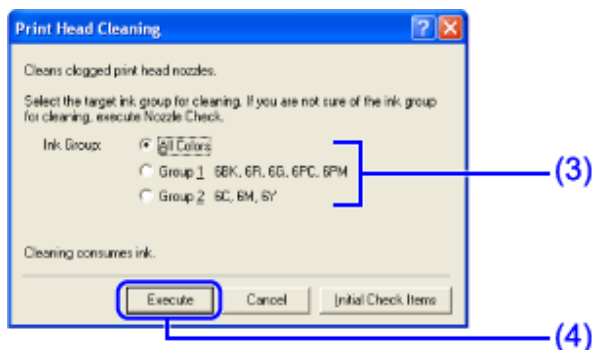 Print Head Cleaning
Cleans clogged print head nozzles.
Select the target ink group for cleaning. If you are not sure of the ink group
for cleaning, execute Nozzle Check.
Ink Group: All Colors
Group 1 6BK, 6R, 6G, 6PC, 6PM
(3)
Group 2 6C, 6M, 6Y
Cleaning consumes ink.
Execute Cancel Initial Check Items
(4)